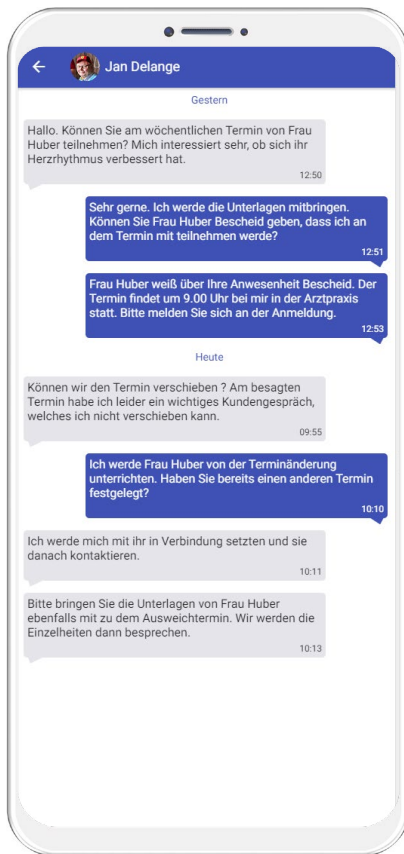 Jan Delange
Gestern
Hallo. Können Sie am wöchentlichen Termin von Frau
Huber teilnehmen? Mich interessiert sehr, ob sich ihr
Herzrhythmus verbessert hat.
12:50
Sehr gerne. Ich werde die Unterlagen mitbringen.
Können Sie Frau Huber Bescheid geben, dass ich an
dem Termin mit teilnehmen werde?
12:51
Frau Huber weiß über Ihre Anwesenheit Bescheid. Der
Termin findet um 9.00 Uhr bei mir in der Arztpraxis
statt. Bitte melden Sie sich an der Anmeldung.
12:53
Heute
Können wir den Termin verschieben ? Am besagten
Termin habe ich leider ein wichtiges Kundengespräch,
welches ich nicht verschieben kann.
09:55
Ich werde Frau Huber von der Terminänderung
unterrichten. Haben Sie bereits einen anderen Termin
festgelegt?
10:10
Ich werde mich mit ihr in Verbindung setzten und sie
danach kontaktieren.
10:11
Bitte bringen Sie die Unterlagen von Frau Huber
ebenfalls mit zu dem Ausweichtermin. Wir werden die
Einzelheiten dann besprechen.
10:13